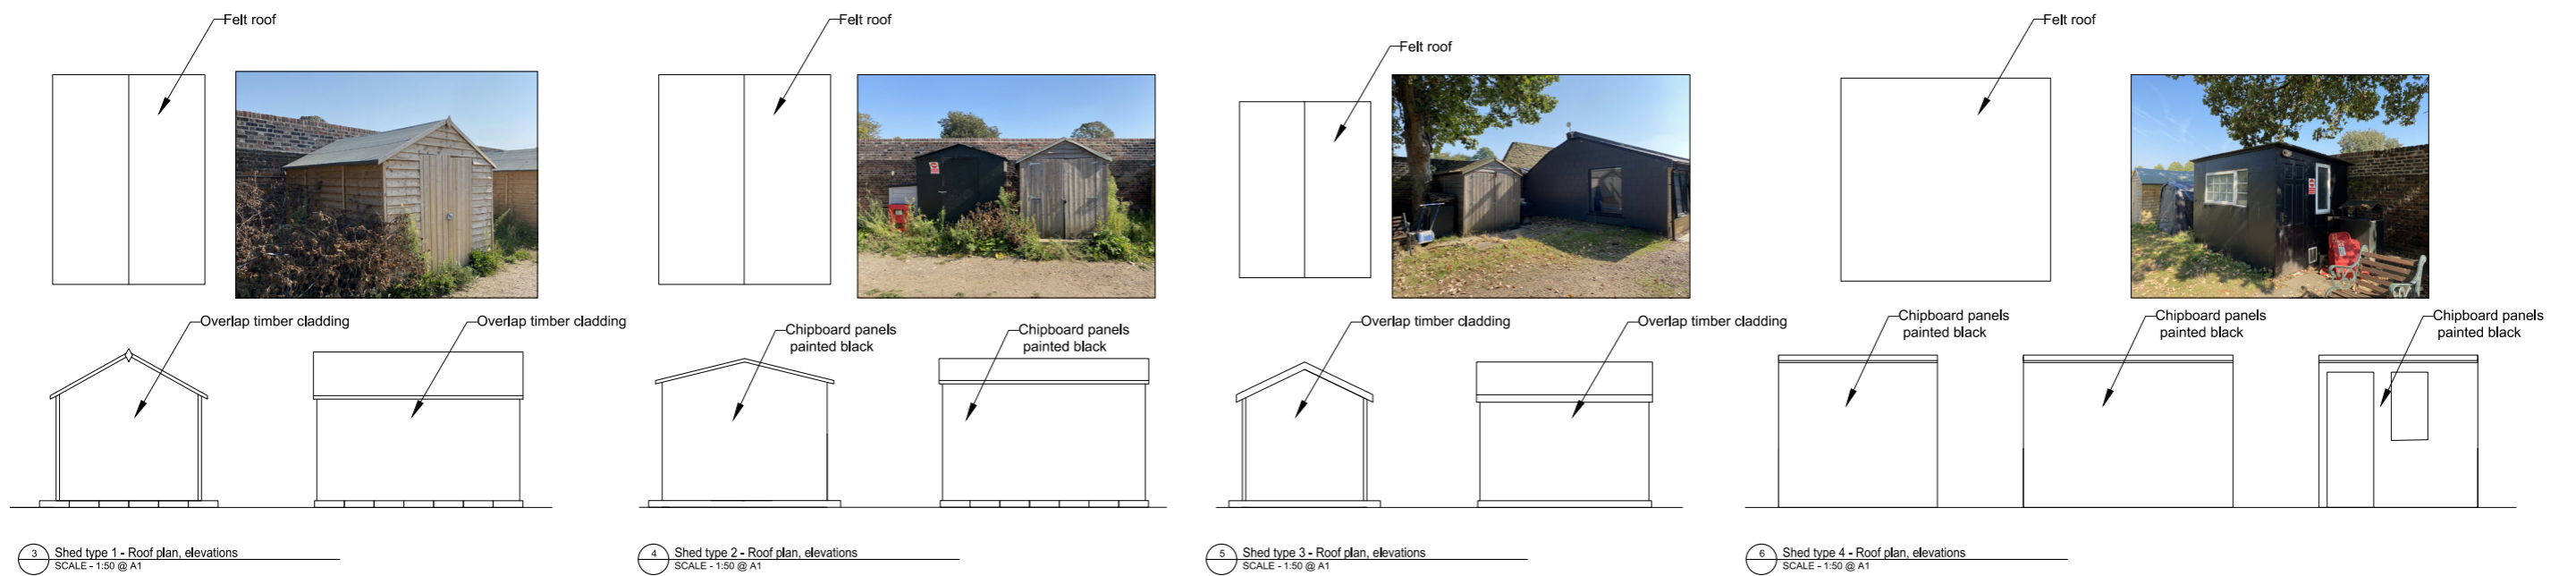 Felt roof
Overlap timber cladding
Overlap timber cladding
3
Shed type 1 - Roof plan, elevations
SCALE - 1:50 @ A1
Felt roof
Chipboard panels
painted black
Chipboard panels
painted black
4
Shed type 2 - Roof plan, elevations
SCALE - 1:50 @ A1
Felt roof
Overlap timber cladding
Overlap timber cladding
5
Shed type 3 - Roof plan, elevations
SCALE - 1:50 @ A1
Felt roof
Chipboard panels
painted black
Chipboard panels
painted black
Chipboard panels
painted black
6
Shed type 4 - Roof plan, elevations
SCALE - 1:50 @ A1